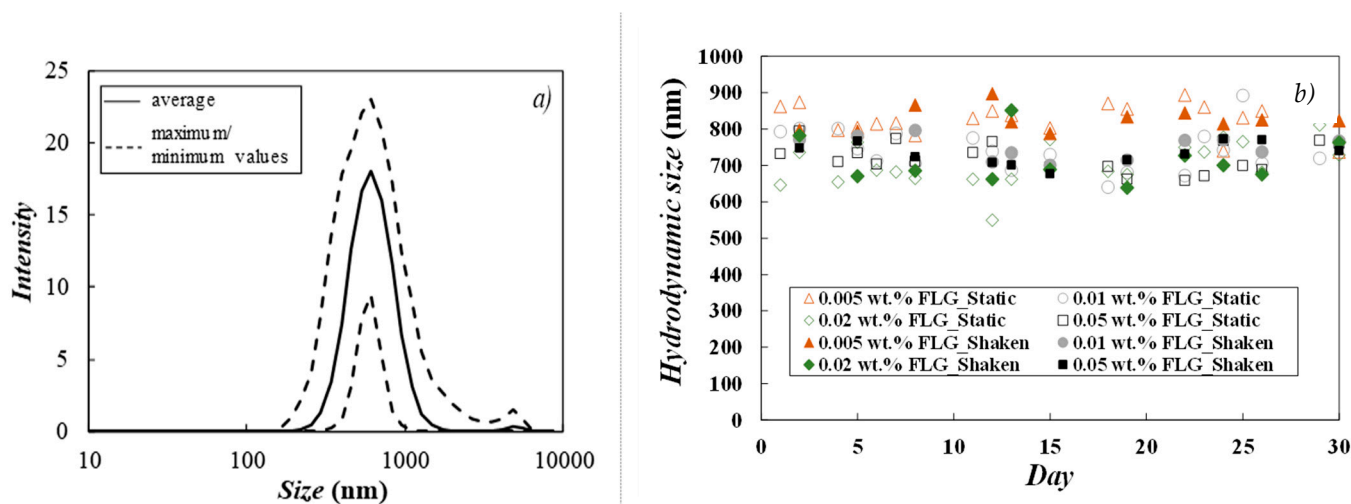 25
20
15
10
5
0
Intensity
average
maximum/
minimum values
a)
10 100 1000 10000
Size (nm)
1000
900
800
700
600
500
400
300
200
100
0
Hydrodynamic size (nm)
b)
0.005 wt.% FLG_Static 0.01 wt.% FLG_Static
0.02 wt.% FLG_Static 0.05 wt.% FLG_Static
0.005 wt.% FLG_Shaken 0.01 wt.% FLG_Shaken
0.02 wt.% FLG_Shaken 0.05 wt.% FLG_Shaken
0 5 10 15 20 25 30
Day